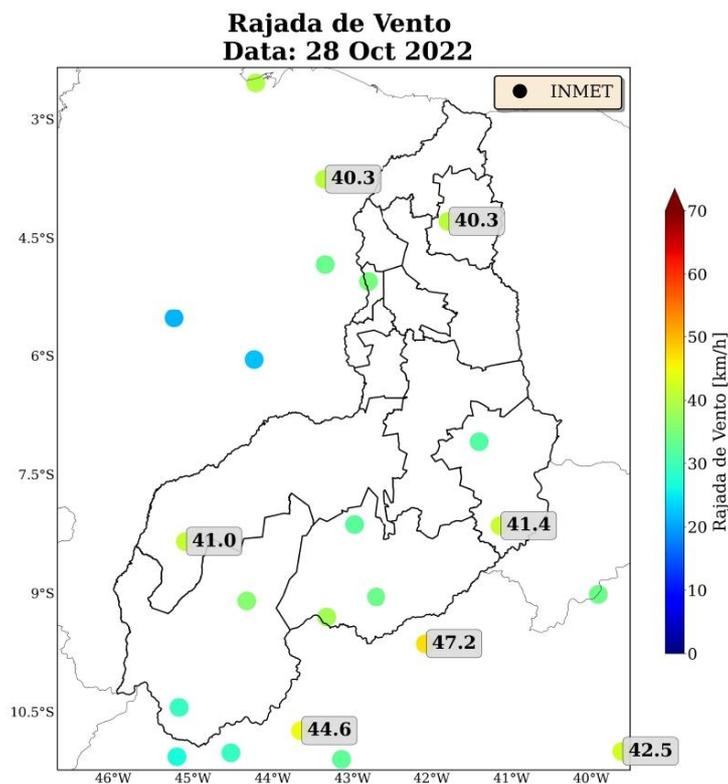 Rajada de Vento
Data: 28 Oct 2022
INMET
3°S
40.3
40.3
70
4.5°S
60
50
6°S
40
Rajada de Vento [km/h]
30
7.5°S
41.4
41.0
20
9°S
10
47.2
0
10.5°S
44.6
42.5
46°W
45°W
44°W
43°W
42°W
41°W
40°W